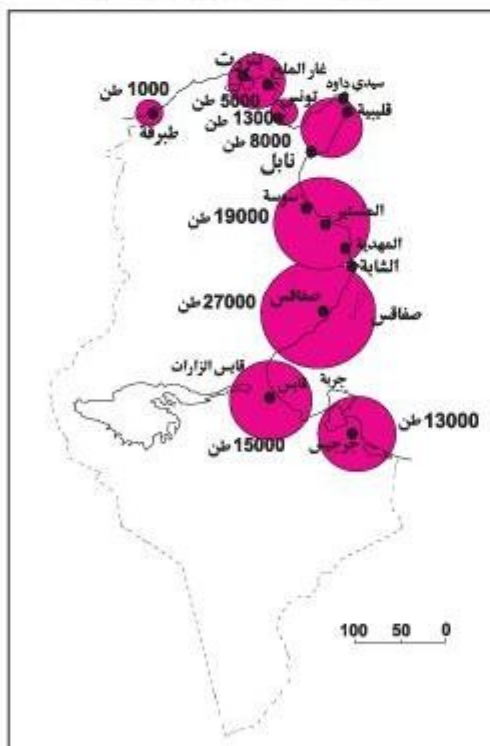 بنزرت
غار الملح
1000 طن
5000 طن
تونس
سيدي داود
قليبية
طبرقة
13000 طن
8000 طن
نابل
سوسة
المنستير
19000 طن
المهدية
الشابة
صفاقس
27000 طن
صفاقس
قابس الزارات
جربة
قابس
13000 طن
جرجيس
15000 طن
100 50 0